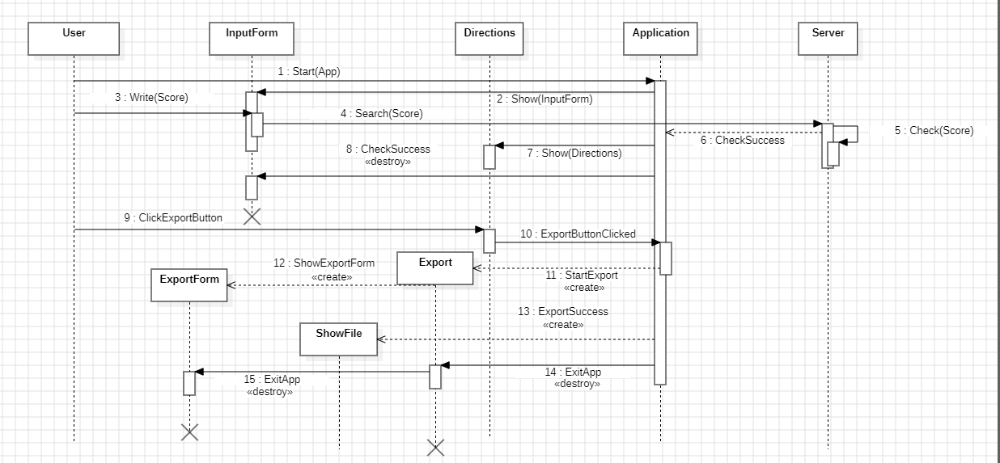 User
InputForm
Directions
Application
Server
1 : Start(App)
2 : Show(InputForm)
3 : Write(Score)
4 : Search(Score)
5 : Check(Score)
6 : CheckSuccess
7 : Show(Directions)
8 : CheckSuccess
«destroy»
9 : ClickExportButton
10 : ExportButtonClicked
Export
11 : StartExport
«create»
12 : ShowExportForm
«create»
ExportForm
13 : ExportSuccess
«create»
ShowFile
14 : ExitApp
«destroy»
15 : ExitApp
«destroy»